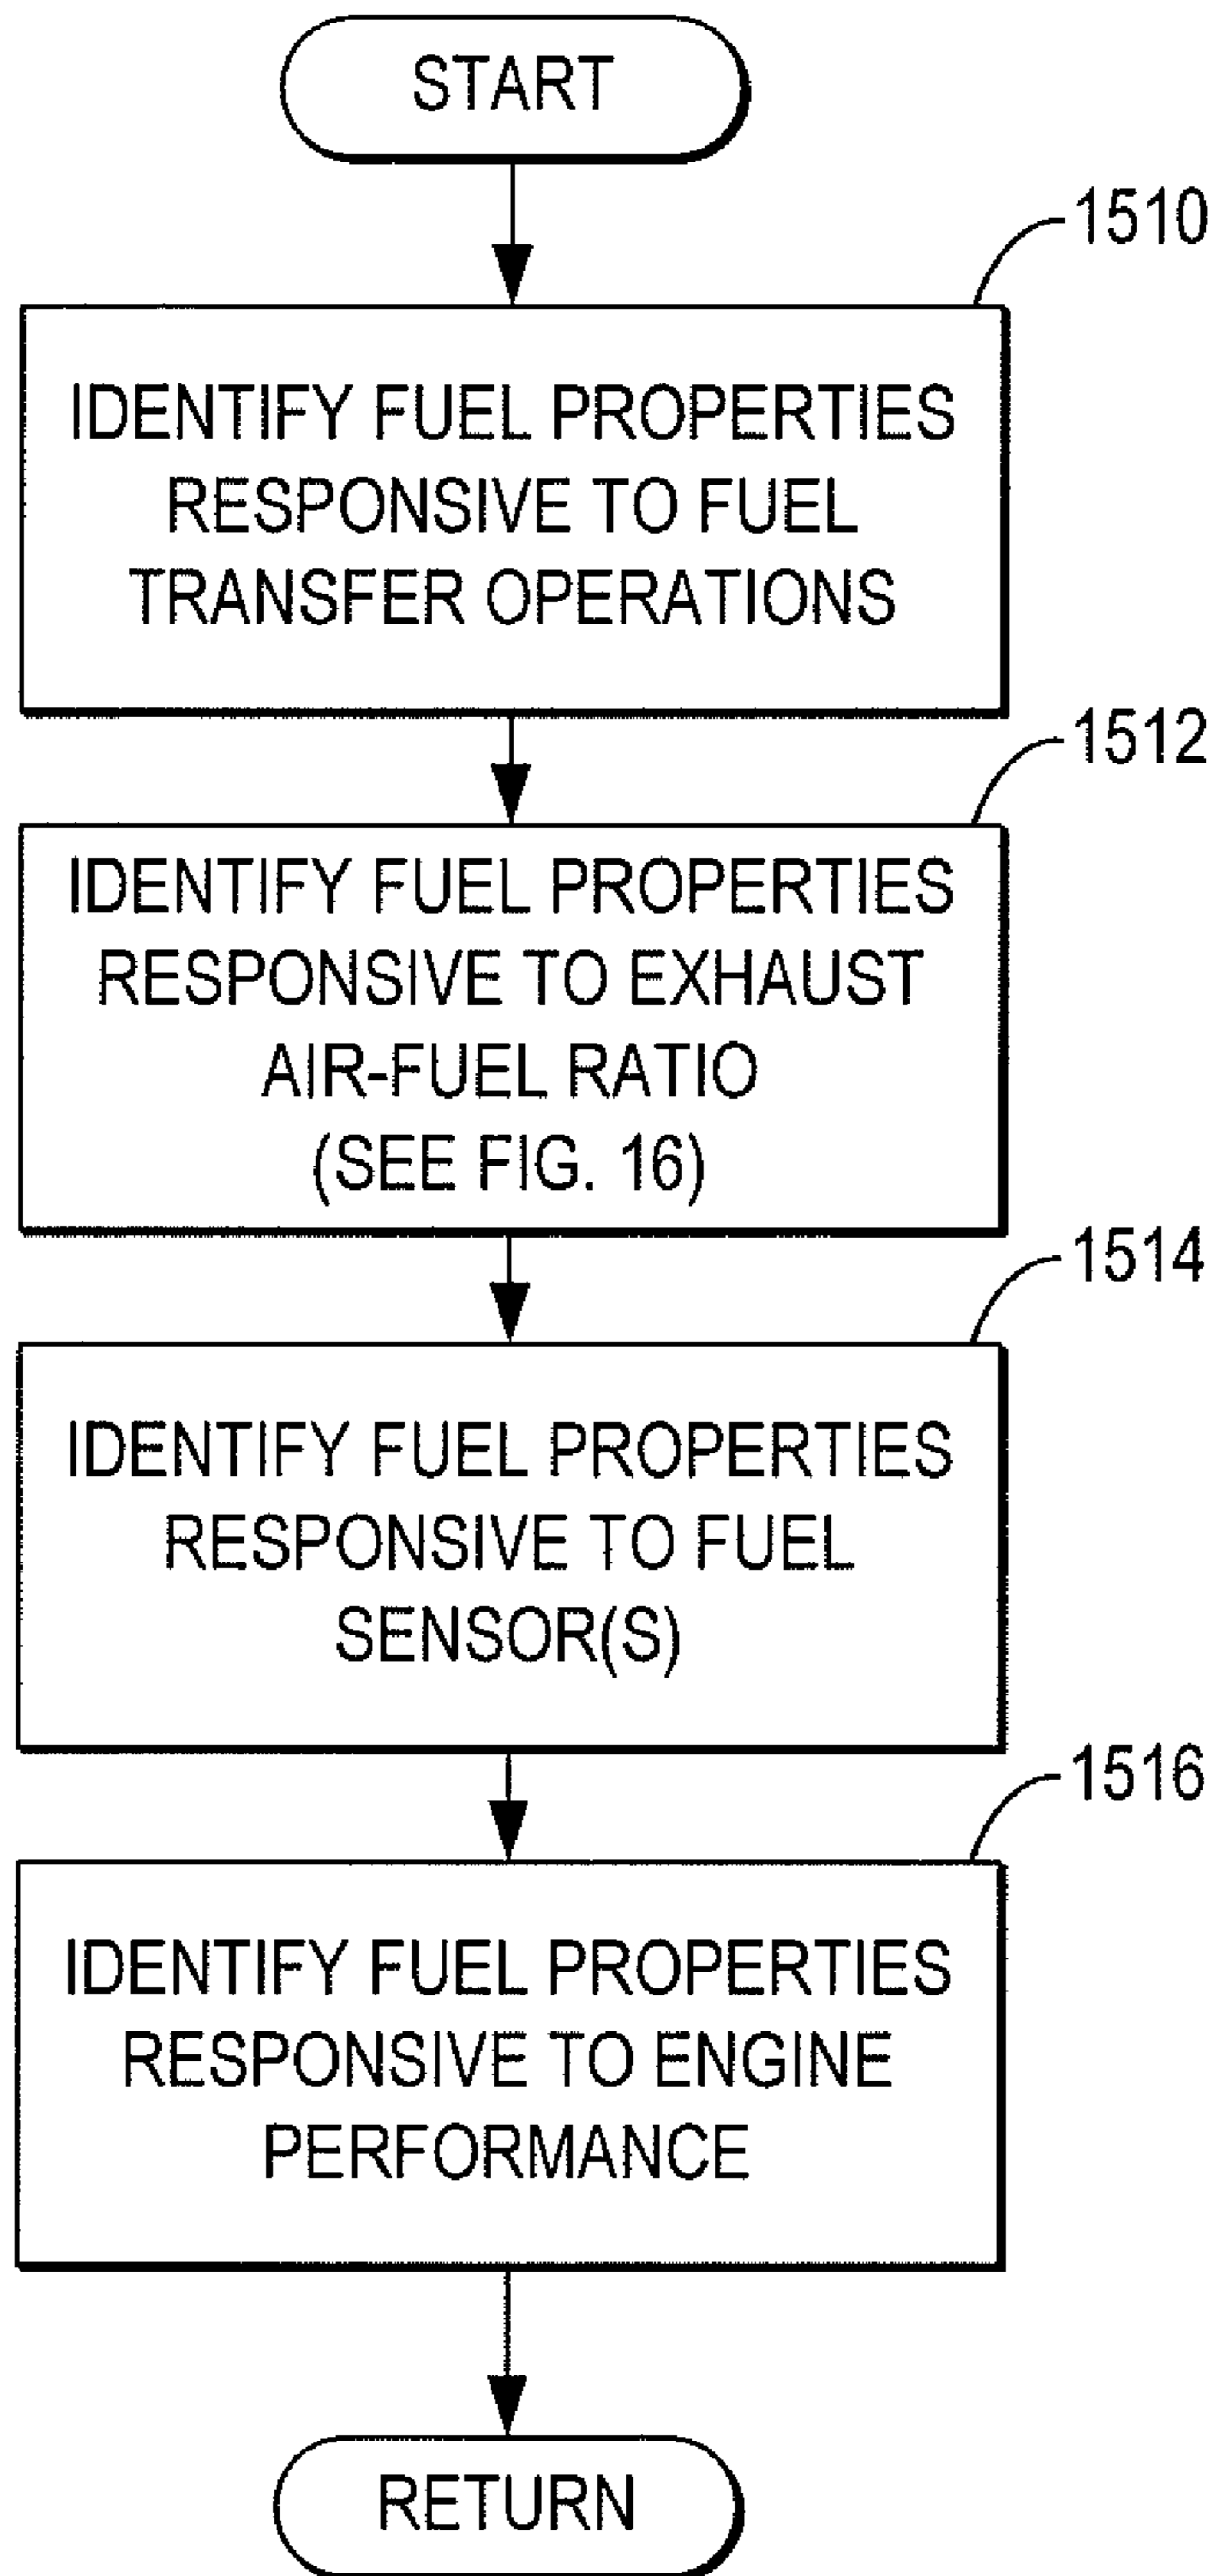 START
1510
IDENTIFY FUEL PROPERTIES
RESPONSIVE TO FUEL
TRANSFER OPERATIONS
1512
IDENTIFY FUEL PROPERTIES
RESPONSIVE TO EXHAUST
AIR-FUEL RATIO
(SEE FIG. 16)
1514
IDENTIFY FUEL PROPERTIES
RESPONSIVE TO FUEL
SENSOR(S)
1516
IDENTIFY FUEL PROPERTIES
RESPONSIVE TO ENGINE
PERFORMANCE
RETURN